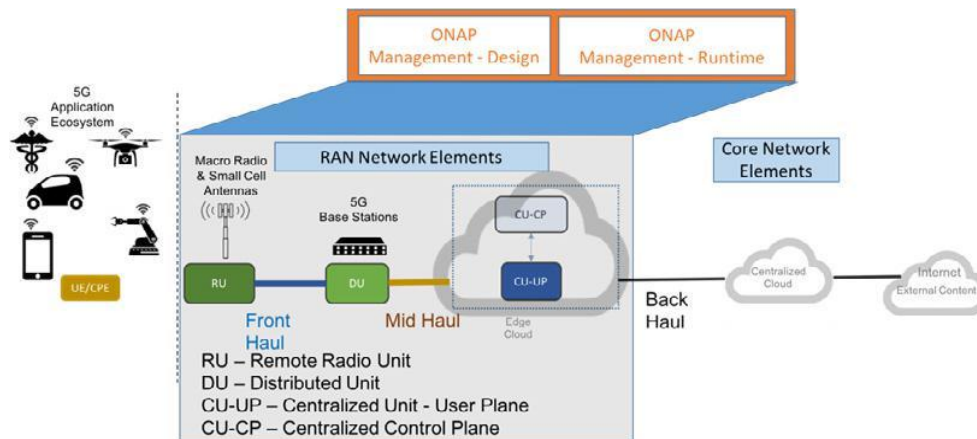 ONAP
Management - Design
ONAP
Management - Runtime
5G
Application
Ecosystem
RAN Network Elements
Core Network
Elements
Macro Radio
& Small Cell
Antennas
5G
Base Stations
CU-CP
UE/CPE
RU
DU
CU-UP
Centralized
Cloud
Internet
External Content
Front
Haul
Mid Haul
Edge
Cloud
Back
Haul
RU – Remote Radio Unit
DU – Distributed Unit
CU-UP – Centralized Unit - User Plane
CU-CP – Centralized Control Plane